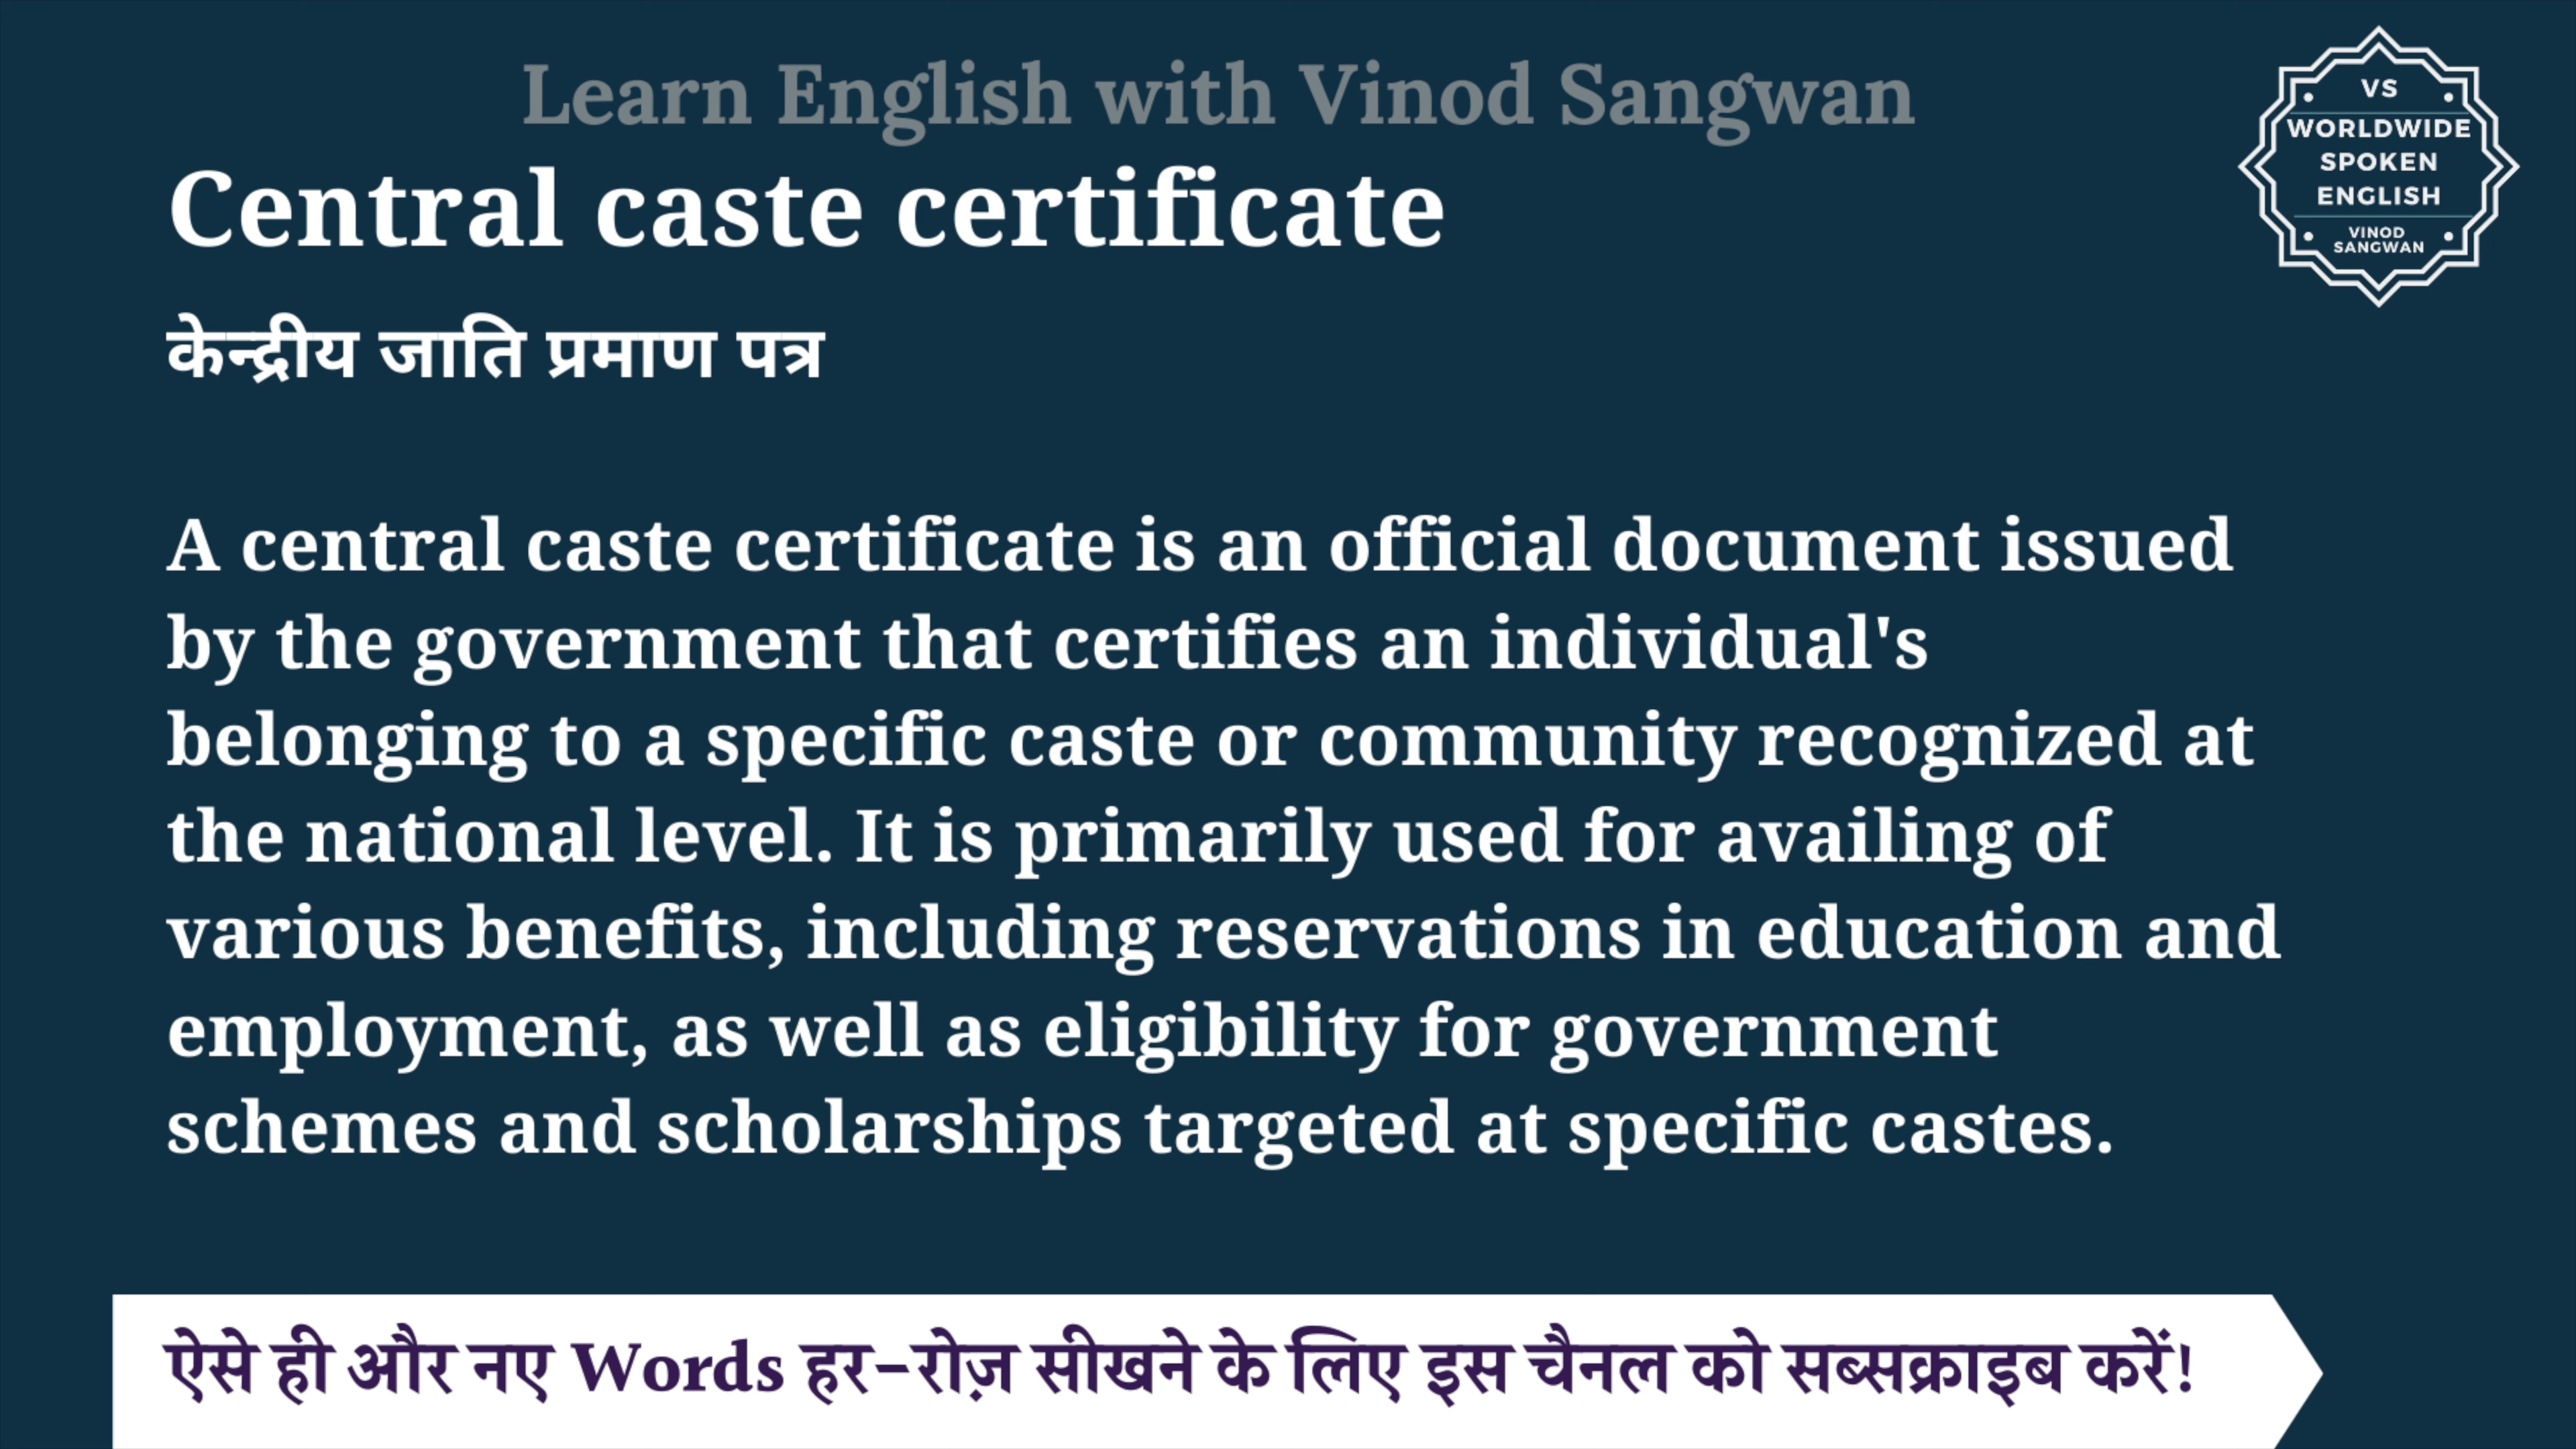 Learn English with Vinod Sangwan
VS
WORLDWIDE
SPOKEN
ENGLISH
VINOD
SANGWAN
Central caste certificate
केन्द्रीय जाति प्रमाण पत्र
A central caste certificate is an official document issued
by the government that certifies an individual's
belonging to a specific caste or community recognized at
the national level. It is primarily used for availing of
various benefits, including reservations in education and
employment, as well as eligibility for government
schemes and scholarships targeted at specific castes.
ऐसे ही और नए Words हर-रोज़ सीखने के लिए इस चैनल को सब्सक्राइब करें!